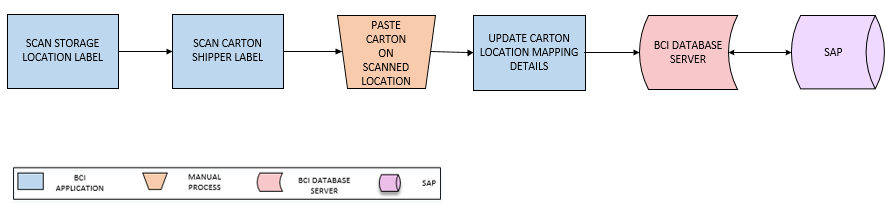 SCAN STORAGE
LOCATION LABEL
SCAN CARTON
SHIPPER LABEL
PASTE
CARTON
ON
SCANNED
LOCATION
UPDATE CARTON
LOCATION MAPPING
DETAILS
BCI DATABASE
SERVER
SAP
BCI
APPLICATION
MANUAL
PROCESS
BCI DATABASE
SERVER
SAP